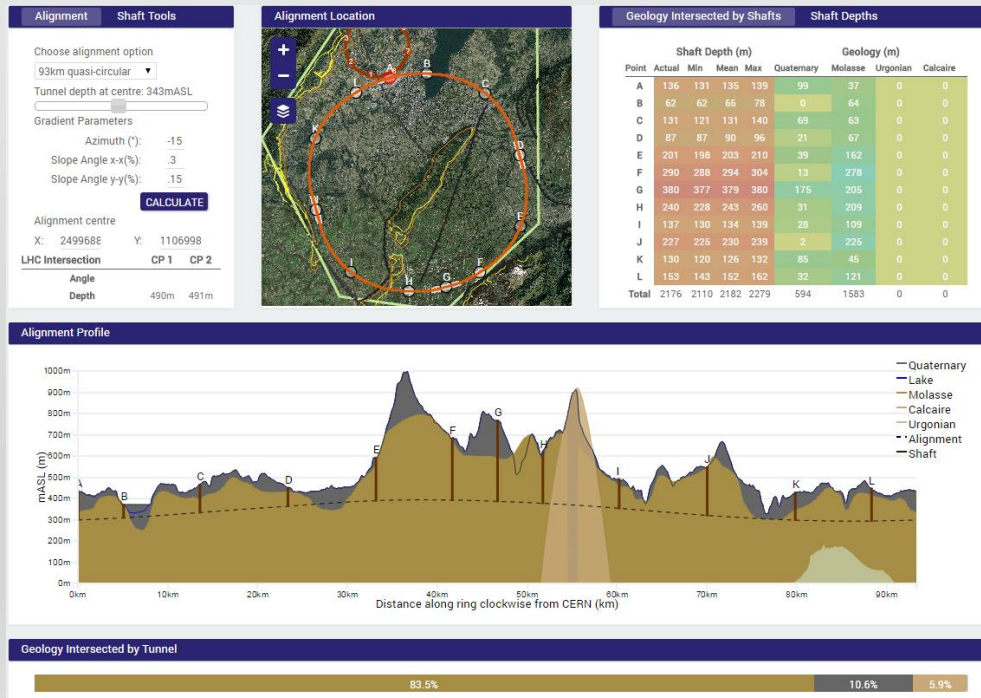 Alignment Shaft Tools
Choose alignment option
93km quasi-circular
Tunnel depth at centre: 343mASL
Gradient Parameters
Azimuth (°): -15
Slope Angle x-x(%): .3
Slope Angle y-y(%): .15
CALCULATE
Alignment centre
X: 2499688 Y: 1106998
LHC Intersection CP 1 CP 2
Angle
Depth 490m 491m
Alignment Location
+
−
A
B
C
D
E
F
G
H
I
K
L
Geology Intersected by Shafts Shaft Depths
Shaft Depth (m) Geology (m)
Point Actual Min Mean Max Quaternary Molasse Urgonian Calcaire
A 136 131 135 139 99 37 0 0
B 62 62 65 78 0 64 0 0
C 131 121 131 140 69 63 0 0
D 87 87 90 96 21 67 0 0
E 201 198 203 210 39 162 0 0
F 290 288 294 304 13 278 0 0
G 380 377 379 380 175 205 0 0
H 240 228 243 260 31 209 0 0
I 137 130 134 139 28 109 0 0
J 227 225 230 239 2 225 0 0
K 130 120 126 132 85 45 0 0
L 153 143 152 162 32 121 0 0
Total 2176 2110 2182 2279 594 1583 0 0
Alignment Profile
1000m
900m
800m
700m
600m
500m
400m
300m
200m
100m
0m
mASL (m)
A B C D E F G H I J K L
Quaternary
Lake
Molasse
Calcaire
Urgonian
Alignment
Shaft
0km 10km 20km 30km 40km 50km 60km 70km 80km 90km
Distance along ring clockwise from CERN (km)
Geology Intersected by Tunnel
83.5% 10.6% 5.9%